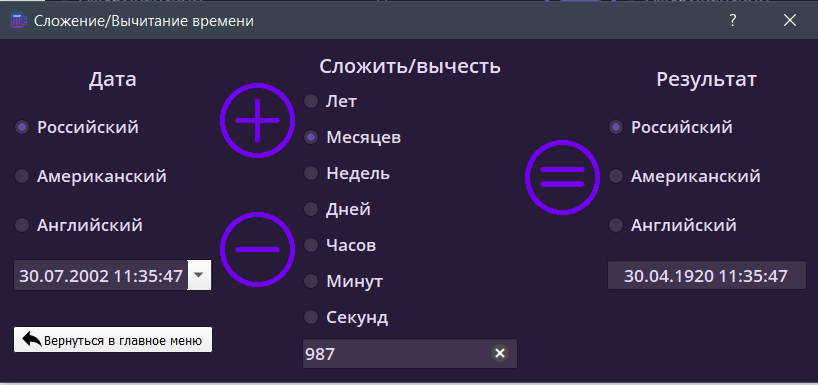 Сложение/Вычитание времени
?
Дата
Российский
Американский
Английский
30.07.2002 11:35:47
Вернуться в главное меню
Сложить/вычесть
Лет
Месяцев
Недель
Дней
Часов
Минут
Секунд
987
Результат
Российский
Американский
Английский
30.04.1920 11:35:47